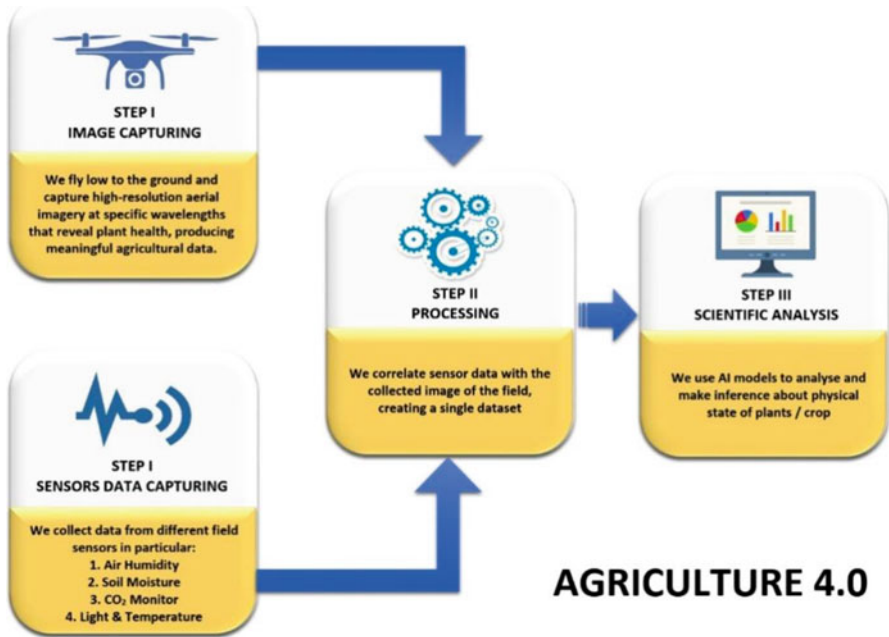 STEP I
IMAGE CAPTURING
We fly low to the ground and
capture high-resolution aerial
imagery at specific wavelengths
that reveal plant health, producing
meaningful agricultural data.
STEP I
SENSORS DATA CAPTURING
We collect data from different field
sensors in particular:
1. Air Humidity
2. Soil Moisture
3. CO₂ Monitor
4. Light & Temperature
STEP II
PROCESSING
We correlate sensor data with the
collected image of the field,
creating a single dataset
STEP III
SCIENTIFIC ANALYSIS
We use AI models to analyse and
make inference about physical
state of plants / crop
AGRICULTURE 4.0